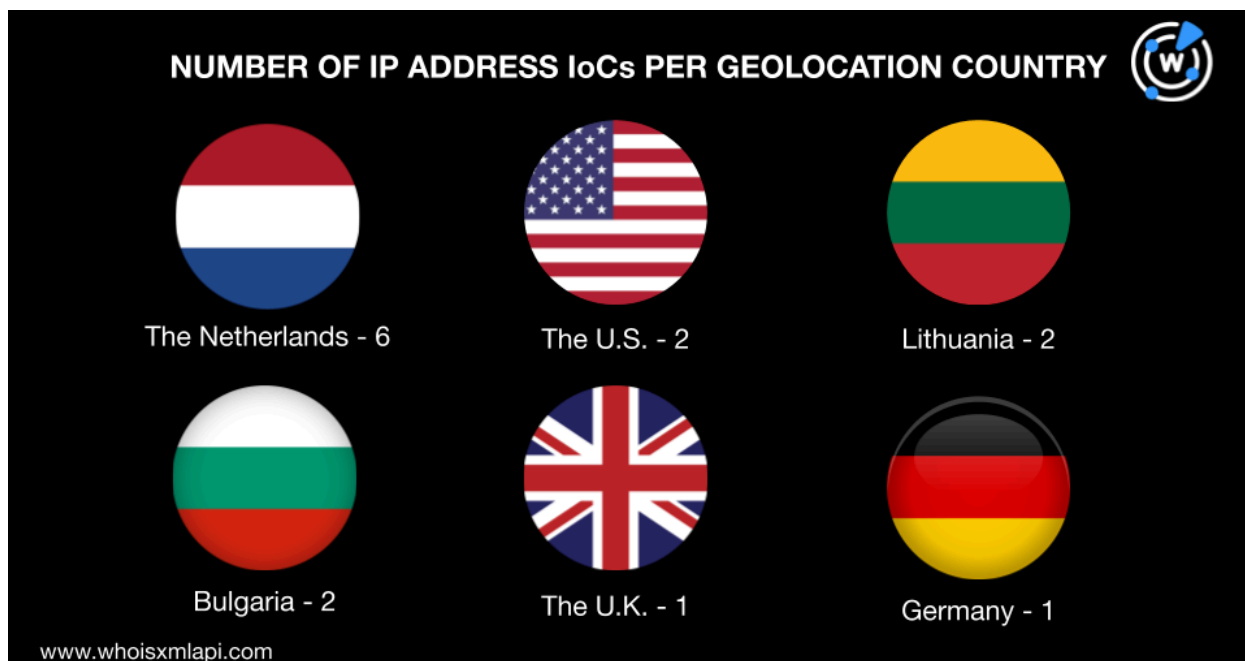 NUMBER OF IP ADDRESS IoCs PER GEOLOCATION COUNTRY
W
The Netherlands - 6
The U.S. - 2
Lithuania - 2
Bulgaria - 2
The U.K. - 1
Germany - 1
www.whoisxmlapi.com